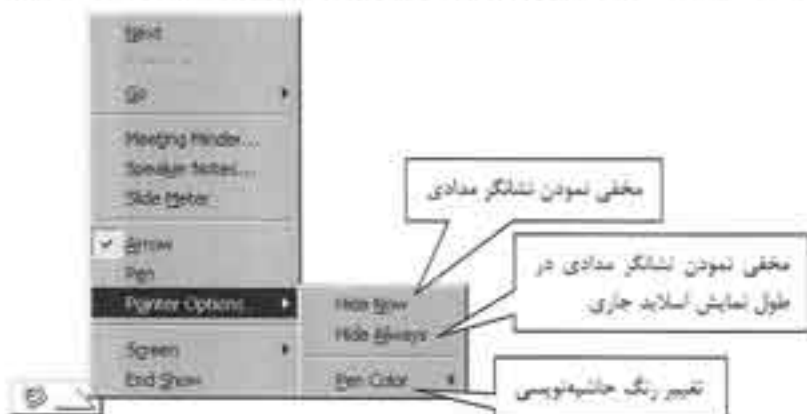 Next
Go
Meeting Minder...
Speaker Notes...
Slide Meter
Arrow
Pen
Pointer Options
Screen
End Show
Hide Now
Hide Always
Pen Color
مخفی نمودن نشانگر مدادی
مخفی نمودن نشانگر مدادی در
طول نمایش اسلاید جاری
تغییر رنگ حاشیه‌نویسی